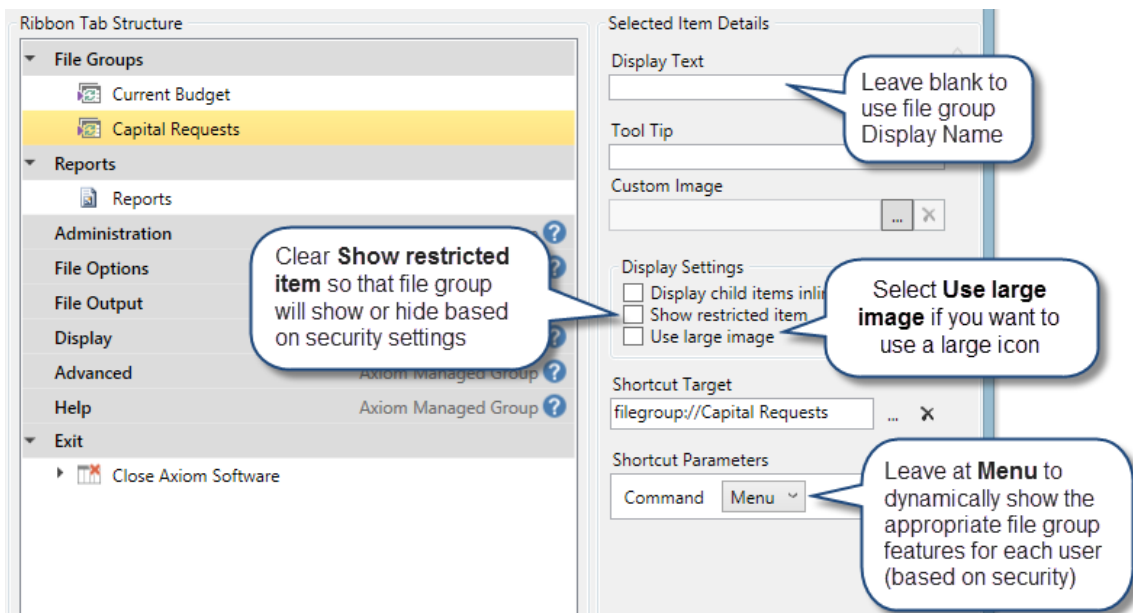 Ribbon Tab Structure
File Groups
Current Budget
Capital Requests
Reports
Reports
Administration
File Options
File Output
Display
Advanced
Axiom Managed Group
Help
Axiom Managed Group
Exit
Close Axiom Software
Clear Show restricted
item so that file group
will show or hide based
on security settings
Selected Item Details
Display Text
Leave blank to
use file group
Display Name
Tool Tip
Custom Image
...
Display Settings
Display child items
Show restricted item
Use large image
Select Use large
image if you want to
use a large icon
Shortcut Target
filegroup://Capital Requests
...
Shortcut Parameters
Command
Menu
Leave at Menu to
dynamically show the
appropriate file group
features for each user
(based on security)